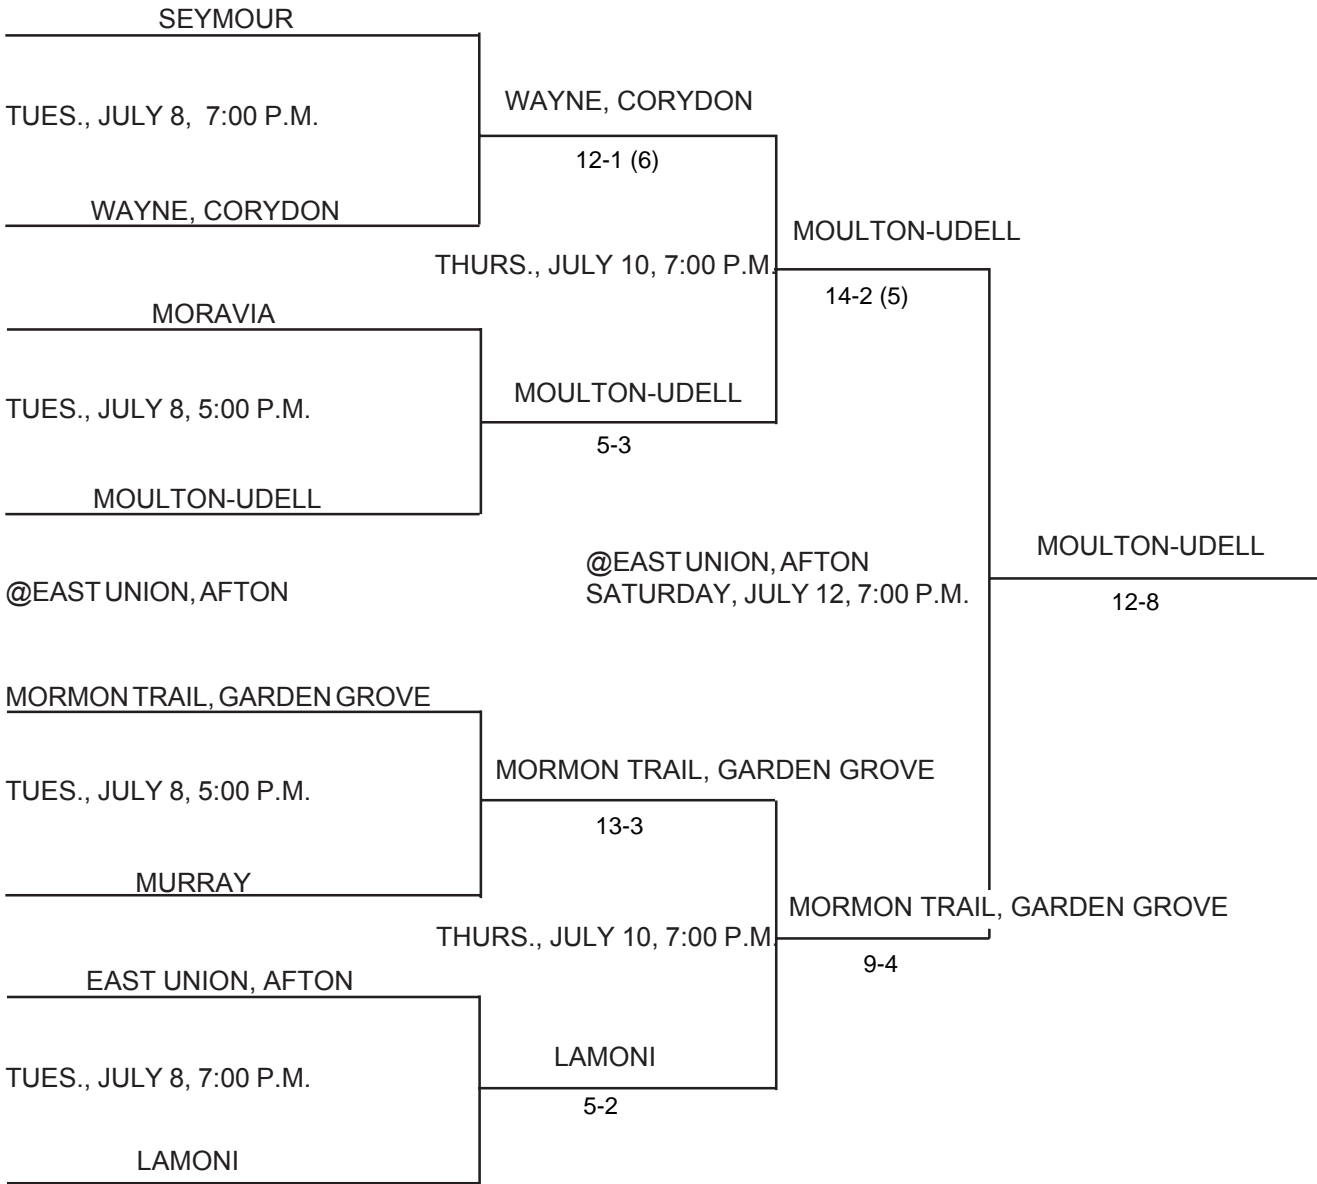 SEYMOUR
TUES., JULY 8, 7:00 P.M.
WAYNE, CORYDON
WAYNE, CORYDON
12-1 (6)
THURS., JULY 10, 7:00 P.M.
MORAVIA
TUES., JULY 8, 5:00 P.M.
MOULTON-UDELL
MOULTON-UDELL
5-3
MOULTON-UDELL
14-2 (5)
@EAST UNION, AFTON
@EAST UNION, AFTON
SATURDAY, JULY 12, 7:00 P.M.
MOULTON-UDELL
12-8
MORMON TRAIL, GARDEN GROVE
TUES., JULY 8, 5:00 P.M.
MURRAY
MORMON TRAIL, GARDEN GROVE
13-3
THURS., JULY 10, 7:00 P.M.
MORMON TRAIL, GARDEN GROVE
9-4
EAST UNION, AFTON
TUES., JULY 8, 7:00 P.M.
LAMONI
LAMONI
5-2